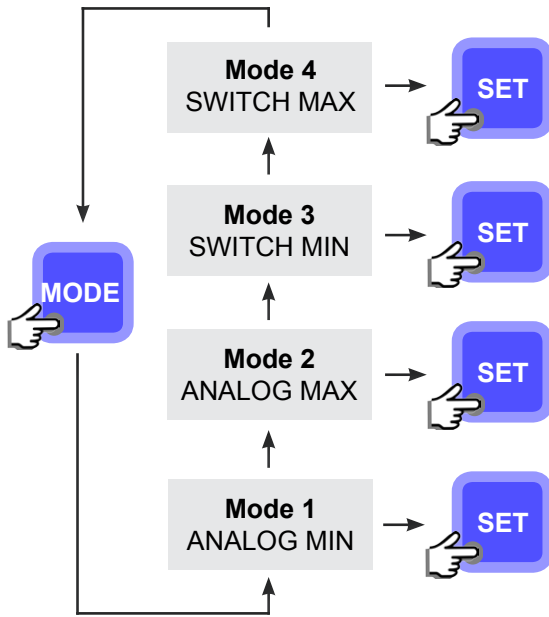 Mode 4
SWITCH MAX
SET
Mode 3
SWITCH MIN
SET
MODE
Mode 2
ANALOG MAX
SET
Mode 1
ANALOG MIN
SET